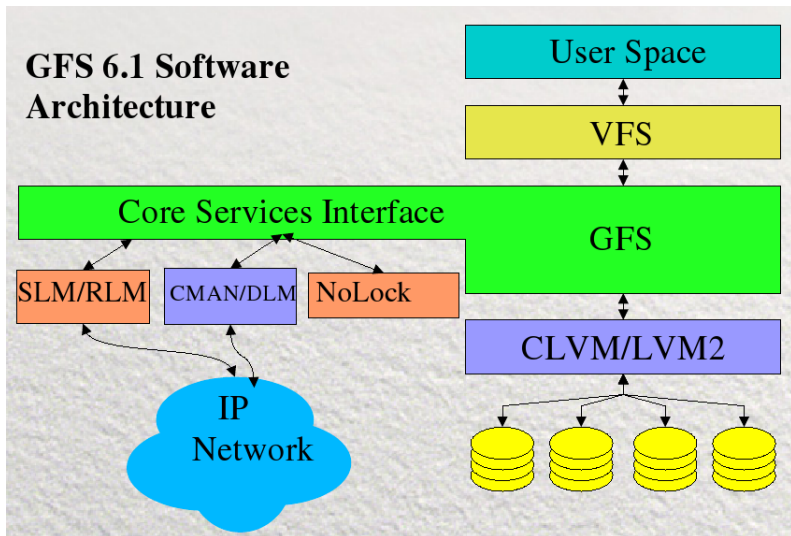 GFS 6.1 Software
Architecture
User Space
VFS
Core Services Interface
GFS
SLM/RLM
CMAN/DLM
NoLock
CLVM/LVM2
IP
Network